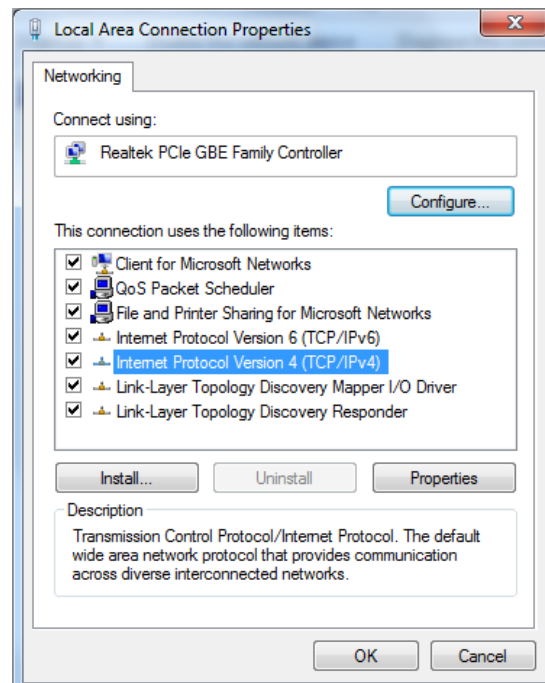 Local Area Connection Properties
Networking
Connect using:
Realtek PCIe GBE Family Controller
Configure...
This connection uses the following items:
Client for Microsoft Networks
QoS Packet Scheduler
File and Printer Sharing for Microsoft Networks
Internet Protocol Version 6 (TCP/IPv6)
Internet Protocol Version 4 (TCP/IPv4)
Link-Layer Topology Discovery Mapper I/O Driver
Link-Layer Topology Discovery Responder
Install... Uninstall Properties
Description
Transmission Control Protocol/Internet Protocol. The default
wide area network protocol that provides communication
across diverse interconnected networks.
OK Cancel